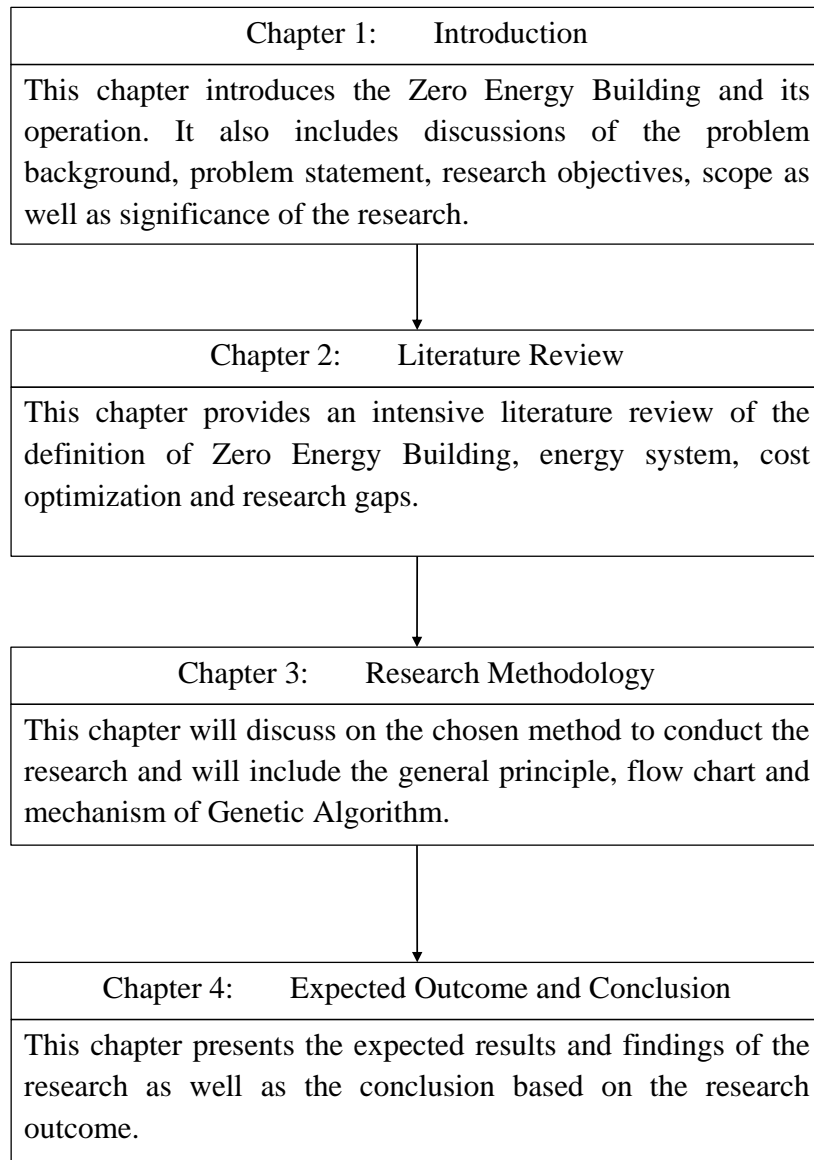 Chapter 1: Introduction
This chapter introduces the Zero Energy Building and its
operation. It also includes discussions of the problem
background, problem statement, research objectives, scope as
well as significance of the research.
Chapter 2: Literature Review
This chapter provides an intensive literature review of the
definition of Zero Energy Building, energy system, cost
optimization and research gaps.
Chapter 3: Research Methodology
This chapter will discuss on the chosen method to conduct the
research and will include the general principle, flow chart and
mechanism of Genetic Algorithm.
Chapter 4: Expected Outcome and Conclusion
This chapter presents the expected results and findings of the
research as well as the conclusion based on the research
outcome.